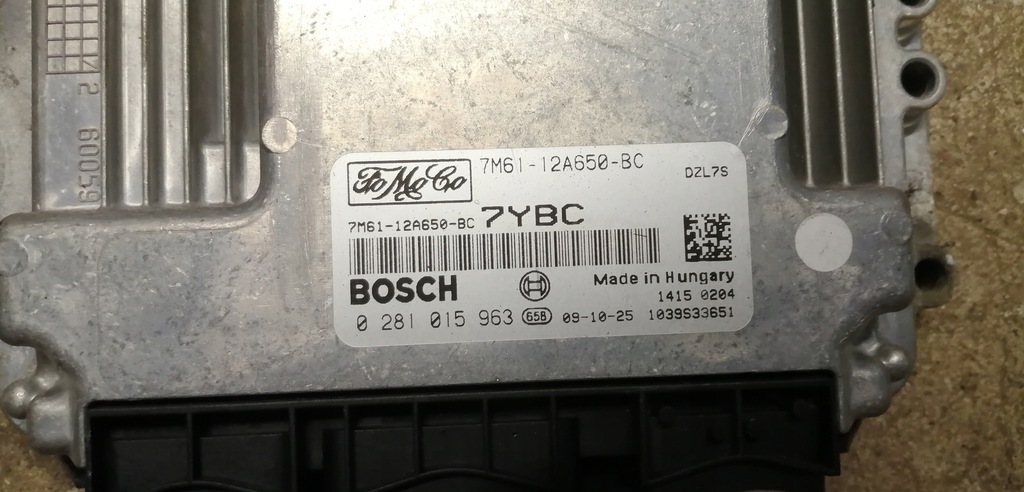 FoMoCo 7M61-12A650-BC
DZL7S
7M61-12A650-BC 7YBC
BOSCH Made in Hungary
1415 0204
0 281 015 963 65B 09-10-25 1039S33651
60059